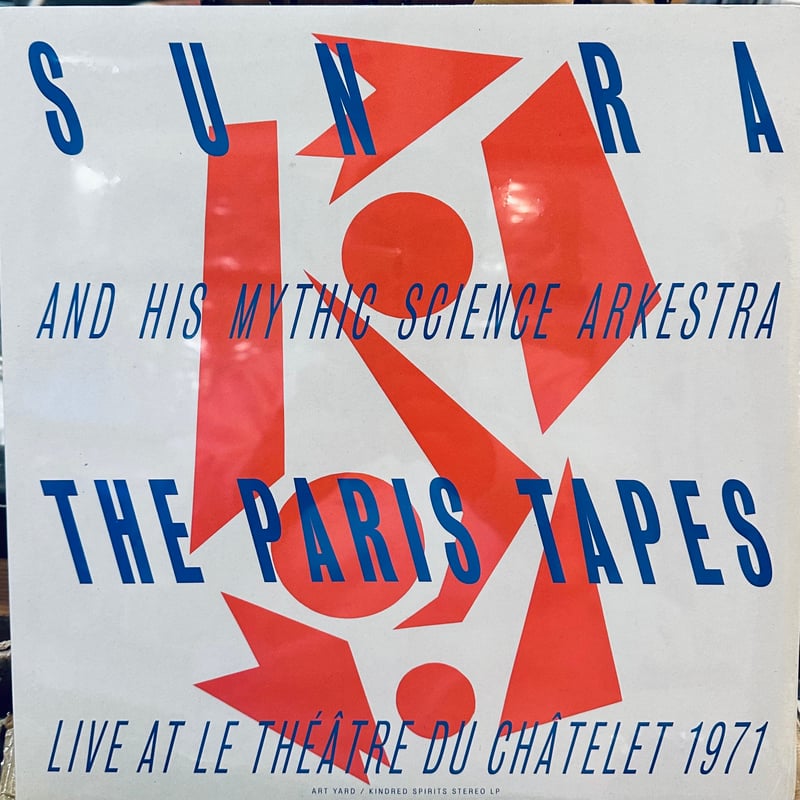 SUN RA
AND HIS MYTHIC SCIENCE ARKESTRA
THE PARIS TAPES
LIVE AT LE THÉÂTRE DU CHÂTELET 1971
ART YARD / KINDRED SPIRITS STEREO LP